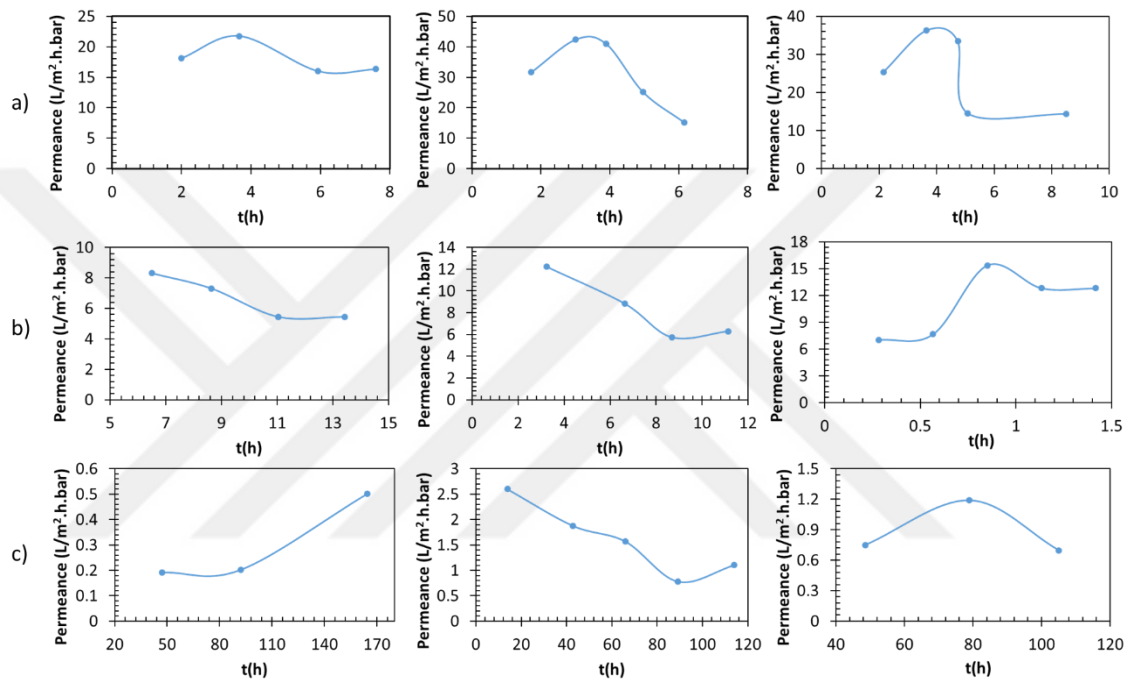 a)
Permeance (L/m².h.bar)
25
20
15
10
5
0
0 2 4 6 8
t(h)
Permeance (L/m².h.bar)
50
40
30
20
10
0
0 2 4 6 8
t(h)
Permeance (L/m².h.bar)
40
30
20
10
0
0 2 4 6 8 10
t(h)
b)
Permeance (L/m².h.bar)
10
8
6
4
2
0
5 7 9 11 13 15
t(h)
Permeance (L/m².h.bar)
14
12
10
8
6
4
2
0
0 2 4 6 8 10 12
t(h)
Permeance (L/m².h.bar)
18
15
12
9
6
3
0
0 0.5 1 1.5
t(h)
c)
Permeance (L/m².h.bar)
0.6
0.5
0.4
0.3
0.2
0.1
0
20 70 120 170
t(h)
Permeance (L/m².h.bar)
3
2.5
2
1.5
1
0.5
0
0 20 40 60 80 100 120
t(h)
Permeance (L/m².h.bar)
1.5
1.2
0.9
0.6
0.3
0
40 60 80 100 120
t(h)